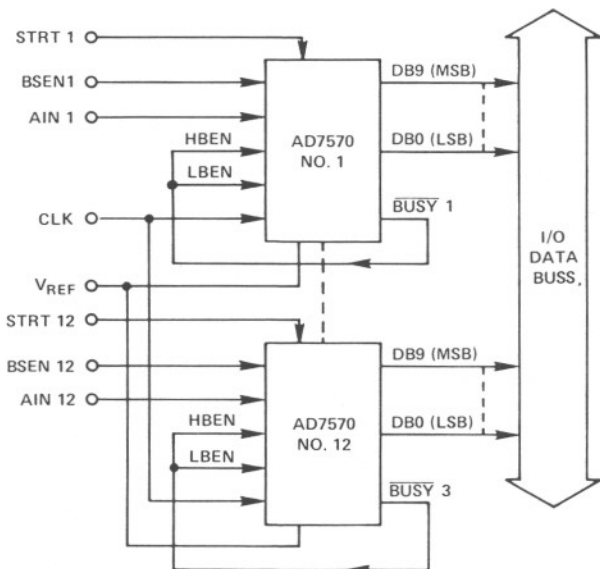 STRT 1
BSEN1
AIN 1
HBEN
LBEN
CLK
VREF
AD7570
NO. 1
DB9 (MSB)
DB0 (LSB)
BUSY 1
I/O
DATA
BUSS.
STRT 12
BSEN 12
AIN 12
HBEN
LBEN
AD7570
NO. 12
DB9 (MSB)
DB0 (LSB)
BUSY 3